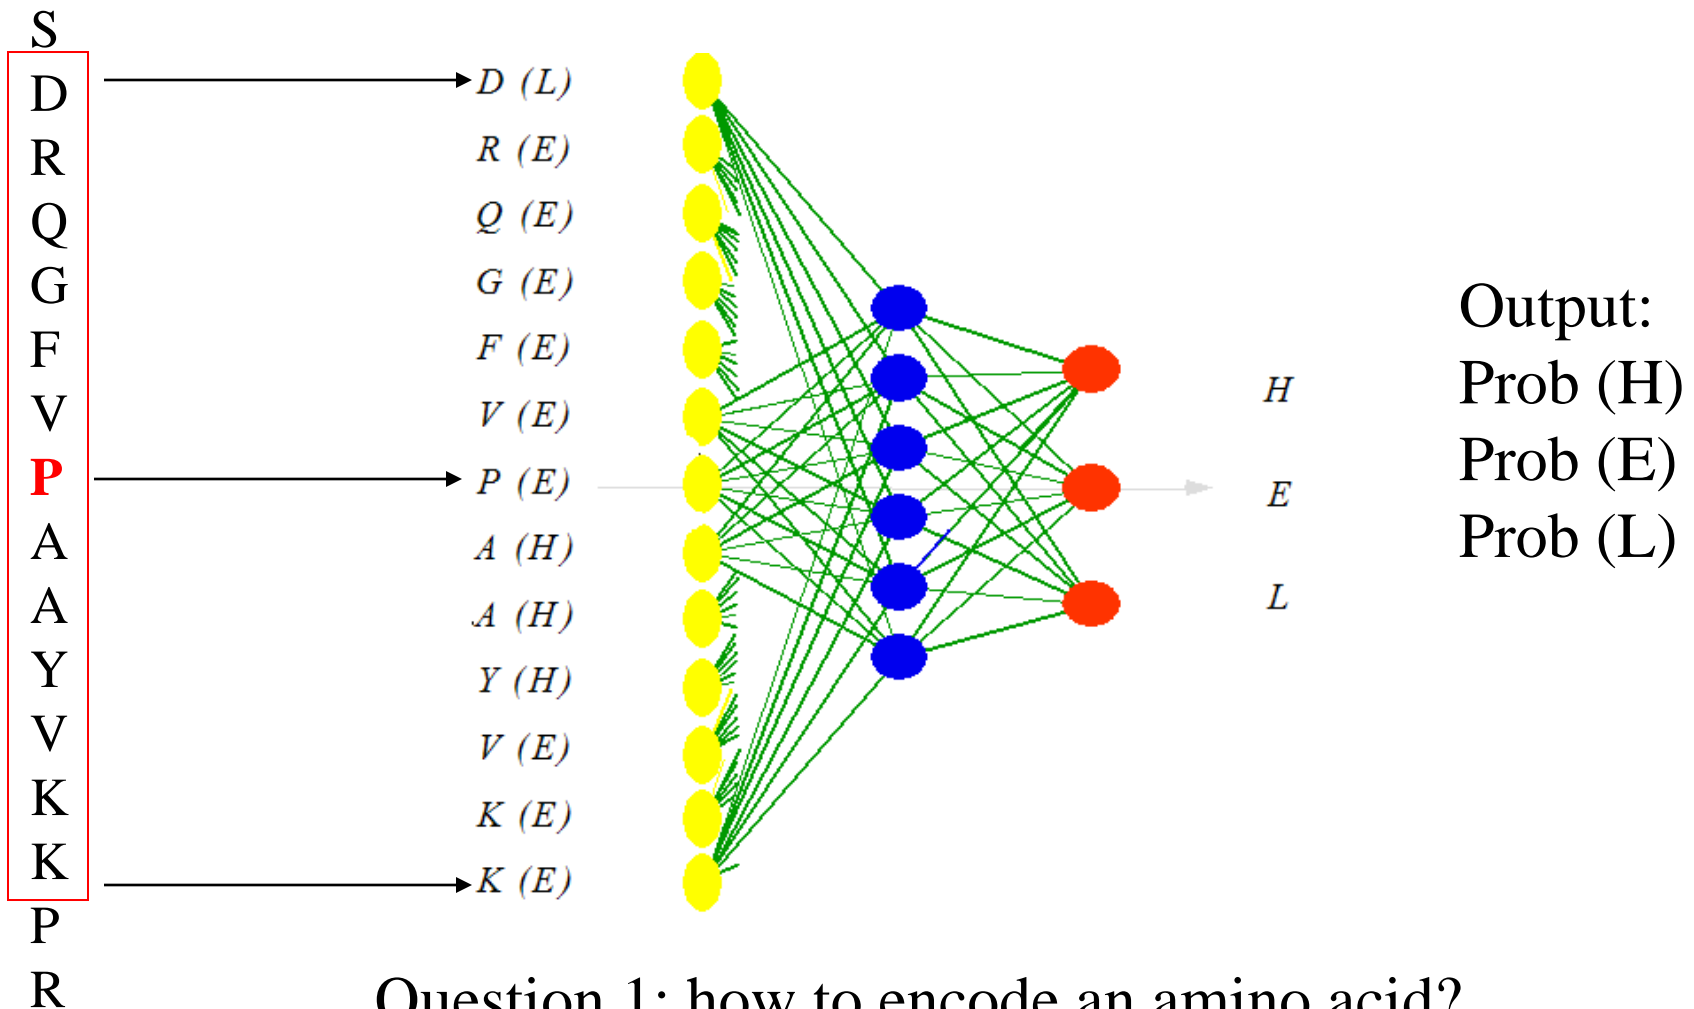 S
D
R
Q
G
F
V
P
A
A
Y
V
K
K
P
R
D (L)
R (E)
Q (E)
G (E)
F (E)
V (E)
P (E)
A (H)
A (H)
Y (H)
V (E)
K (E)
K (E)
H
E
L
Output:
Prob (H)
Prob (E)
Prob (L)
Question 1: how to encode an amino acid?